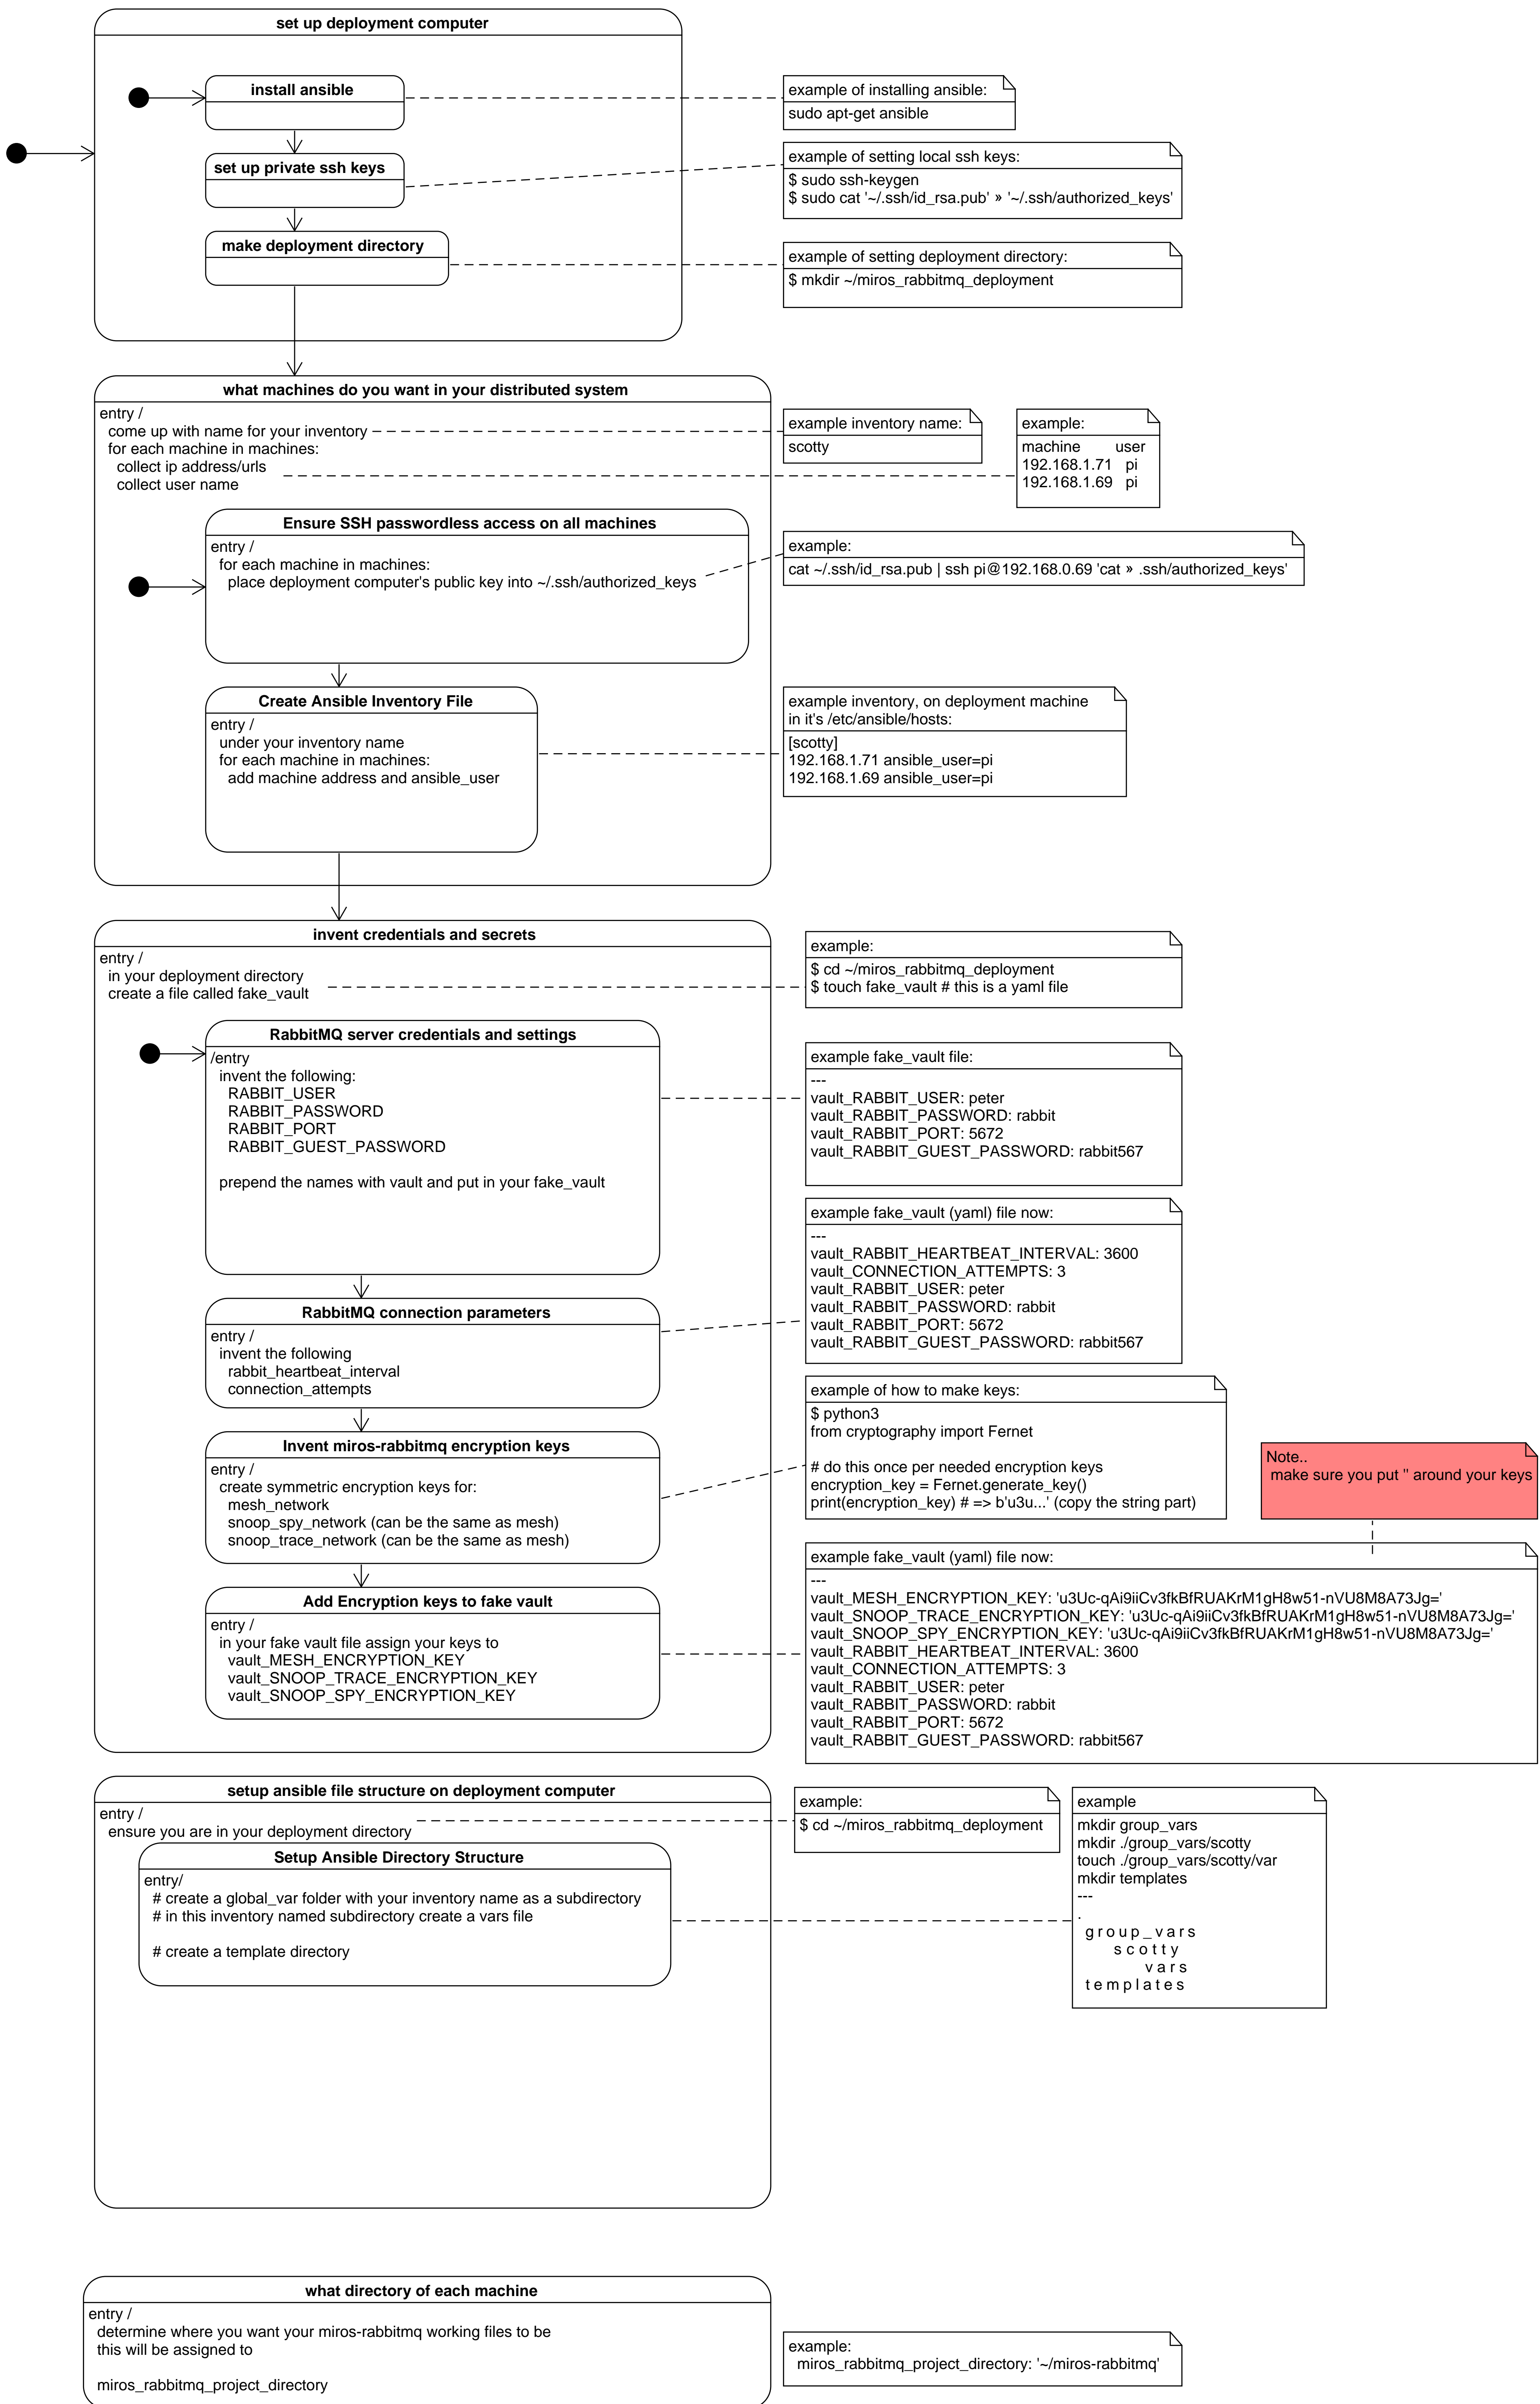 set up deployment computer
install ansible
example of installing ansible:
sudo apt-get ansible
set up private ssh keys
example of setting local ssh keys:
$ sudo ssh-keygen
$ sudo cat '~/.ssh/id_rsa.pub' » '~/.ssh/authorized_keys'
make deployment directory
example of setting deployment directory:
$ mkdir ~/miros_rabbitmq_deployment
what machines do you want in your distributed system
entry /
come up with name for your inventory
for each machine in machines:
collect ip address/urls
collect user name
example inventory name:
scotty
example:
machine user
192.168.1.71 pi
192.168.1.69 pi
Ensure SSH passwordless access on all machines
entry /
for each machine in machines:
place deployment computer's public key into ~/.ssh/authorized_keys
example:
cat ~/.ssh/id_rsa.pub | ssh pi@192.168.0.69 'cat » .ssh/authorized_keys'
Create Ansible Inventory File
entry /
under your inventory name
for each machine in machines:
add machine address and ansible_user
example inventory, on deployment machine
in it's /etc/ansible/hosts:
[scotty]
192.168.1.71 ansible_user=pi
192.168.1.69 ansible_user=pi
invent credentials and secrets
entry /
in your deployment directory
create a file called fake_vault
example:
$ cd ~/miros_rabbitmq_deployment
$ touch fake_vault # this is a yaml file
RabbitMQ server credentials and settings
/entry
invent the following:
RABBIT_USER
RABBIT_PASSWORD
RABBIT_PORT
RABBIT_GUEST_PASSWORD
prepend the names with vault and put in your fake_vault
example fake_vault file:
---
vault_RABBIT_USER: peter
vault_RABBIT_PASSWORD: rabbit
vault_RABBIT_PORT: 5672
vault_RABBIT_GUEST_PASSWORD: rabbit567
example fake_vault (yaml) file now:
---
vault_RABBIT_HEARTBEAT_INTERVAL: 3600
vault_CONNECTION_ATTEMPTS: 3
vault_RABBIT_USER: peter
vault_RABBIT_PASSWORD: rabbit
vault_RABBIT_PORT: 5672
vault_RABBIT_GUEST_PASSWORD: rabbit567
RabbitMQ connection parameters
entry /
invent the following
rabbit_heartbeat_interval
connection_attempts
example of how to make keys:
$ python3
from cryptography import Fernet
# do this once per needed encryption keys
encryption_key = Fernet.generate_key()
print(encryption_key) # => b'u3u...' (copy the string part)
Invent miros-rabbitmq encryption keys
entry /
create symmetric encryption keys for:
mesh_network
snoop_spy_network (can be the same as mesh)
snoop_trace_network (can be the same as mesh)
Note..
make sure you put '' around your keys
Add Encryption keys to fake vault
entry /
in your fake vault file assign your keys to
vault_MESH_ENCRYPTION_KEY
vault_SNOOP_TRACE_ENCRYPTION_KEY
vault_SNOOP_SPY_ENCRYPTION_KEY
example fake_vault (yaml) file now:
---
vault_MESH_ENCRYPTION_KEY: 'u3Uc-qAi9iiCv3fkBfRUAKrM1gH8w51-nVU8M8A73Jg='
vault_SNOOP_TRACE_ENCRYPTION_KEY: 'u3Uc-qAi9iiCv3fkBfRUAKrM1gH8w51-nVU8M8A73Jg='
vault_SNOOP_SPY_ENCRYPTION_KEY: 'u3Uc-qAi9iiCv3fkBfRUAKrM1gH8w51-nVU8M8A73Jg='
vault_RABBIT_HEARTBEAT_INTERVAL: 3600
vault_CONNECTION_ATTEMPTS: 3
vault_RABBIT_USER: peter
vault_RABBIT_PASSWORD: rabbit
vault_RABBIT_PORT: 5672
vault_RABBIT_GUEST_PASSWORD: rabbit567
setup ansible file structure on deployment computer
entry /
ensure you are in your deployment directory
example:
$ cd ~/miros_rabbitmq_deployment
Setup Ansible Directory Structure
entry/
# create a global_var folder with your inventory name as a subdirectory
# in this inventory named subdirectory create a vars file
# create a template directory
example
mkdir group_vars
mkdir ./group_vars/scotty
touch ./group_vars/scotty/var
mkdir templates
---
.
group_vars
scotty
vars
templates
what directory of each machine
entry /
determine where you want your miros-rabbitmq working files to be
this will be assigned to
miros_rabbitmq_project_directory
example:
miros_rabbitmq_project_directory: '~/miros-rabbitmq'